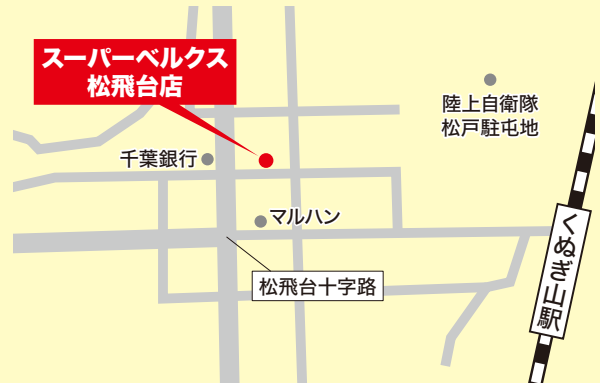 スーパーベルクス
松飛台店
陸上自衛隊
松戸駐屯地
千葉銀行
マルハン
松飛台十字路
くぬぎ山駅